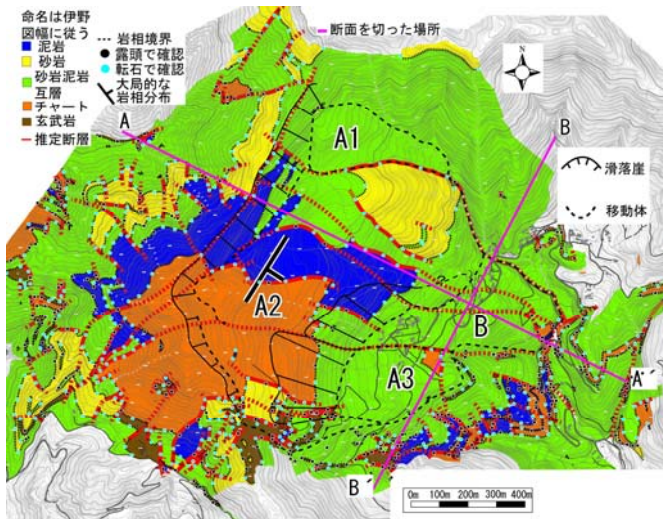 命名は伊野
図幅に従う
泥岩
砂岩
砂岩泥岩
互層
チャート
玄武岩
推定断層
岩相境界
露頭で確認
転石で確認
大局的な
岩相分布
断面を切った場所
N
滑落崖
移動体
A
B
A1
A2
B
A3
A´
B´
0m 100m 200m 300m 400m